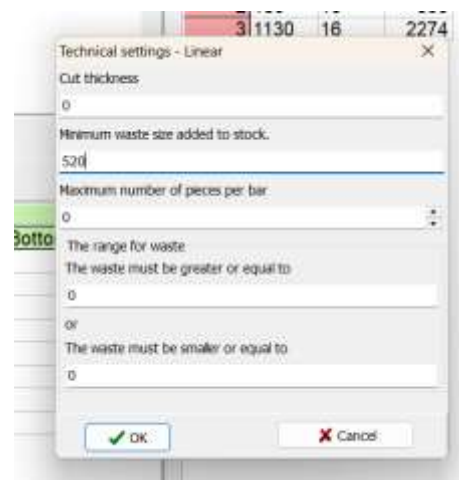 3 1130 16 2274
Technical settings - Linear
Cut thickness
0
Minimum waste size added to stock.
520
Maximum number of pieces per bar
0
Botto
The range for waste
The waste must be greater or equal to
0
or
The waste must be smaller or equal to
0
OK Cancel